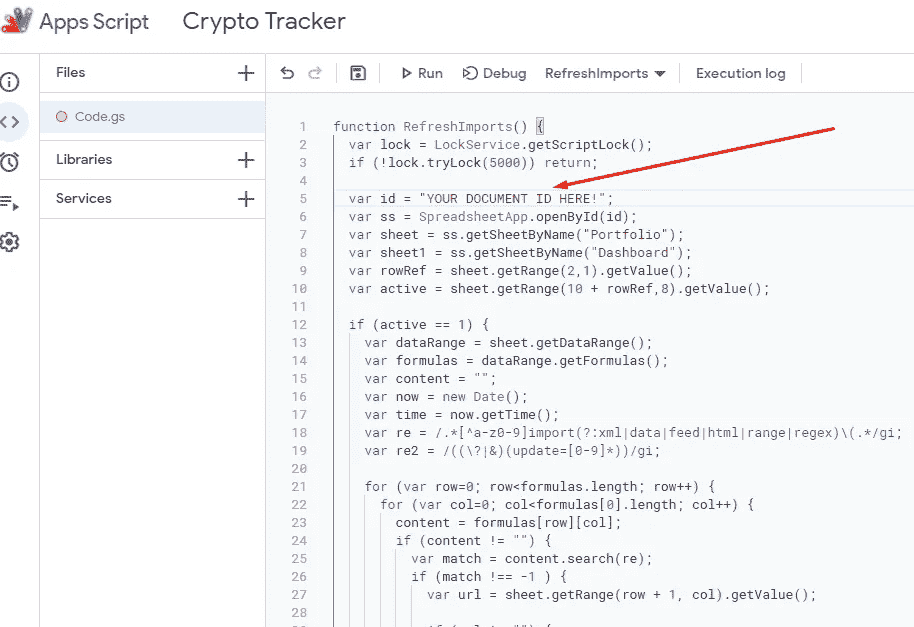 Apps Script Crypto Tracker
Files
Run Debug RefreshImports Execution log
Code.gs
Libraries
Services
1 function RefreshImports() {
2 var lock = LockService.getScriptLock();
3 if (!lock.tryLock(5000)) return;
4
5 var id = "YOUR DOCUMENT ID HERE!";
6 var ss = SpreadsheetApp.openById(id);
7 var sheet = ss.getSheetByName("Portfolio");
8 var sheet1 = ss.getSheetByName("Dashboard");
9 var rowRef = sheet.getRange(2,1).getValue();
10 var active = sheet.getRange(10 + rowRef,8).getValue();
11
12 if (active == 1) {
13 var dataRange = sheet.getDataRange();
14 var formulas = dataRange.getFormulas();
15 var content = "";
16 var now = new Date();
17 var time = now.getTime();
18 var re = /.*[^a-z0-9]import(?:xml|data|feed|html|range|regex)\(.*/gi;
19 var re2 = /((\?|&)(update=[0-9]*))/gi;
20
21 for (var row=0; row<formulas.length; row++) {
22 for (var col=0; col<formulas[0].length; col++) {
23 content = formulas[row][col];
24 if (content != "") {
25 var match = content.search(re);
26 if (match !== -1 ) {
27 var url = sheet.getRange(row + 1, col).getValue();
28